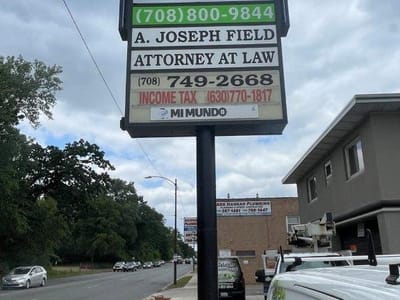 (708) 800-9844
A. JOSEPH FIELD
ATTORNEY AT LAW
(708) 749-2668
INCOME TAX (630)770-1817
MI MUNDO